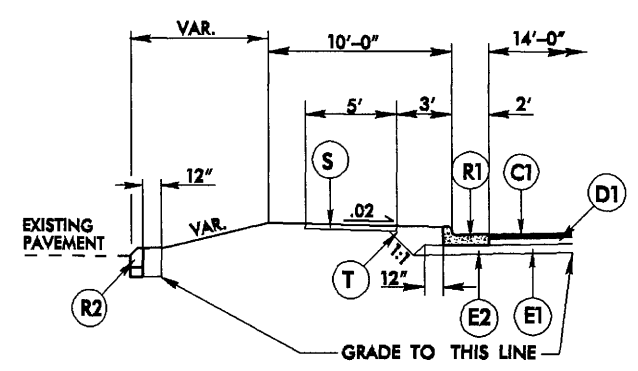 VAR.
10'-0"
14'-0"
5'
3'
2'
S
R1
C1
D1
12"
.02
EXISTING
PAVEMENT
VAR.
1:1
T
12"
R2
E2
E1
GRADE TO THIS LINE